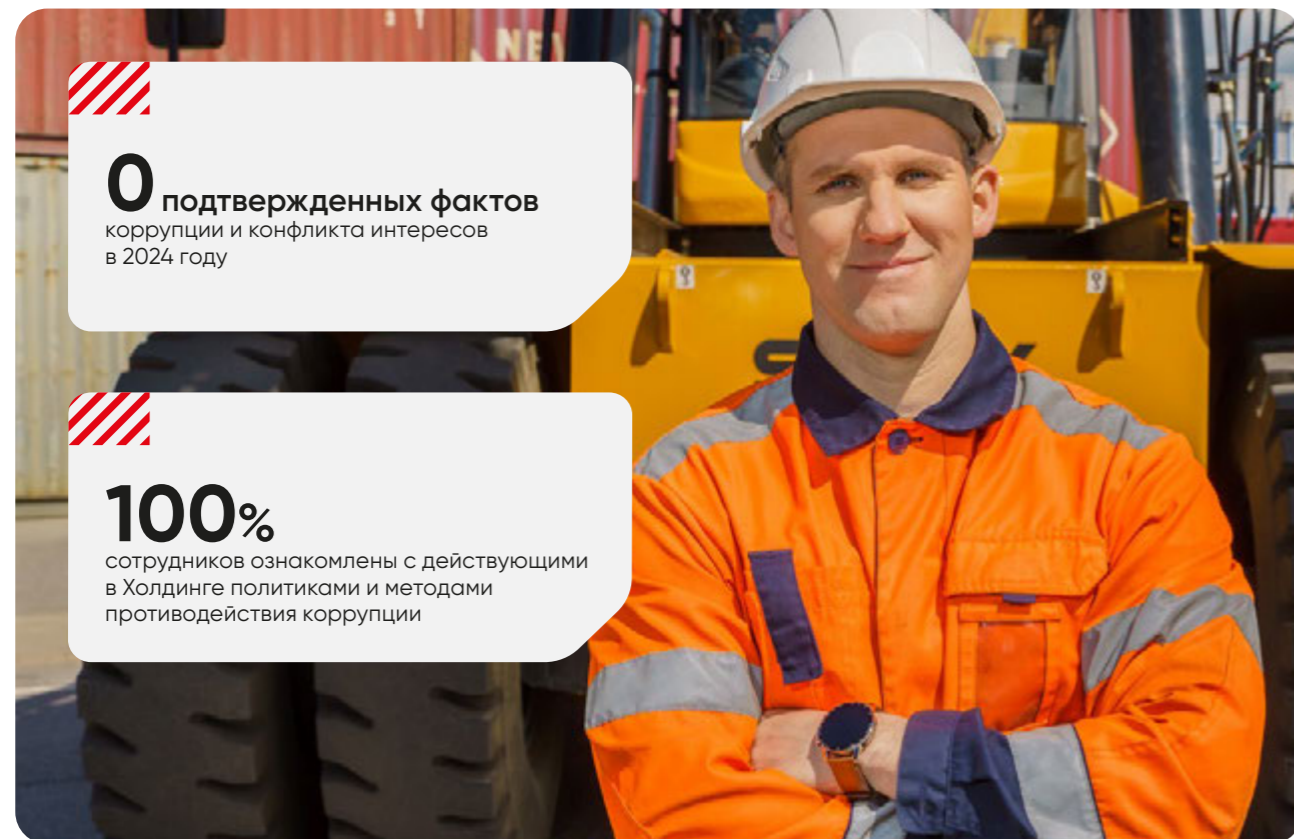 0 подтвержденных фактов
коррупции и конфликта интересов
в 2024 году
100%
сотрудников ознакомлены с действующими
в Холдинге политиками и методами
противодействия коррупции